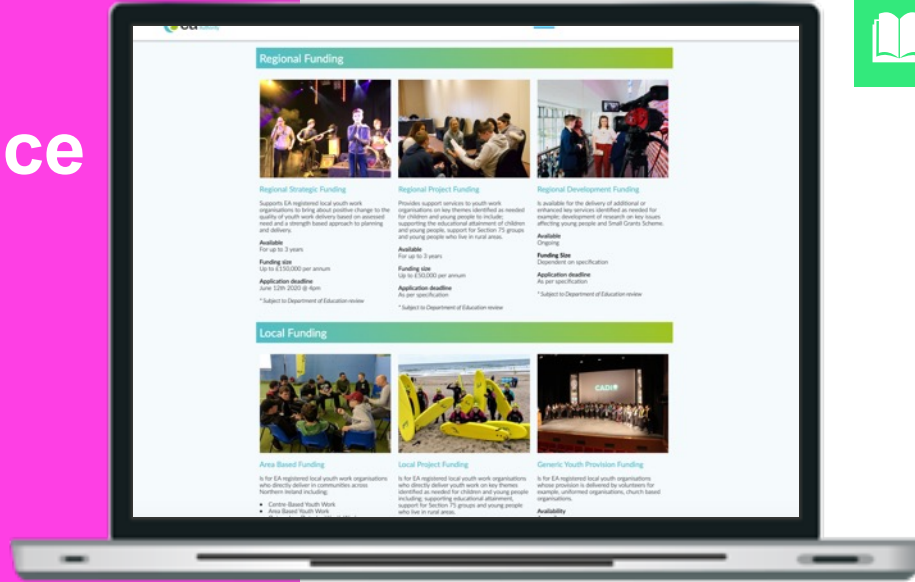 ce
ea
Authority
Regional Funding
Regional Strategic Funding
Supports EA registered local youth work
organisations to bring about positive change to the
quality of youth work delivery based on assessed
need and a strength based approach to planning
and delivery.
Available
For up to 3 years
Funding size
Up to £150,000 per annum
Application deadline
June 12th 2020 @ 4pm
* Subject to Department of Education review
Regional Project Funding
Provides support services to youth work
organisations on key themes identified as needed
for children and young people to include;
supporting the educational attainment of children
and young people, support for Section 75 groups
and young people who live in rural areas.
Available
For up to 3 years
Funding size
Up to £50,000 per annum
Application deadline
As per specification
* Subject to Department of Education review
Regional Development Funding
Is available for the delivery of additional or
enhanced key services identified as needed for
example; development of research on key issues
affecting young people and Small Grants Scheme.
Available
Ongoing
Funding Size
Dependent on specification
Application deadline
As per specification
* Subject to Department of Education review
Local Funding
Area Based Funding
Is for EA registered local youth work organisations
who directly deliver in communities across
Northern Ireland including;
• Centre-Based Youth Work
• Area Based Youth Work
Local Project Funding
Is for EA registered local youth work organisations
who directly deliver youth work on key themes
identified as needed for children and young people
including; supporting educational attainment,
support for Section 75 groups and young people
who live in rural areas.
CADI
Generic Youth Provision Funding
Is for EA registered local youth organisations
whose provision is delivered by volunteers for
example, uniformed organisations, church based
organisations.
Availability